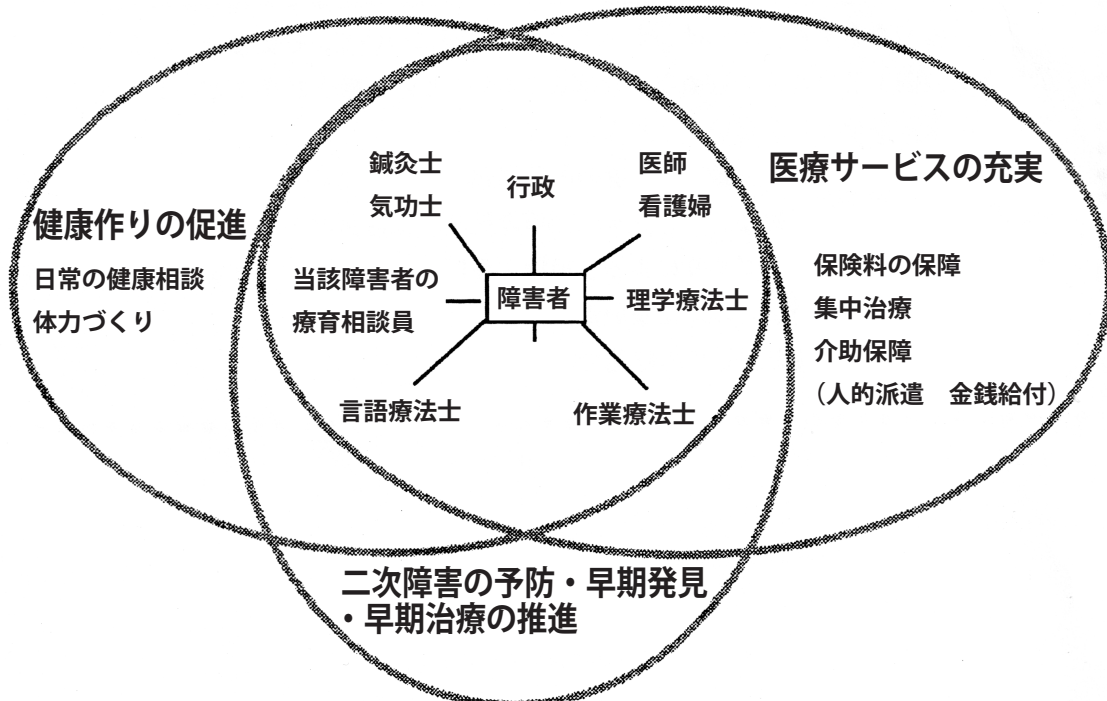 鍼灸士
気功士
行政
医師
看護婦
医療サービスの充実
健康作りの促進
日常の健康相談
体力づくり
当該障害者の
療育相談員
障害者
理学療法士
保険料の保障
集中治療
介助保障
（人的派遣　金銭給付）
言語療法士
作業療法士
二次障害の予防・早期発見
・早期治療の推進